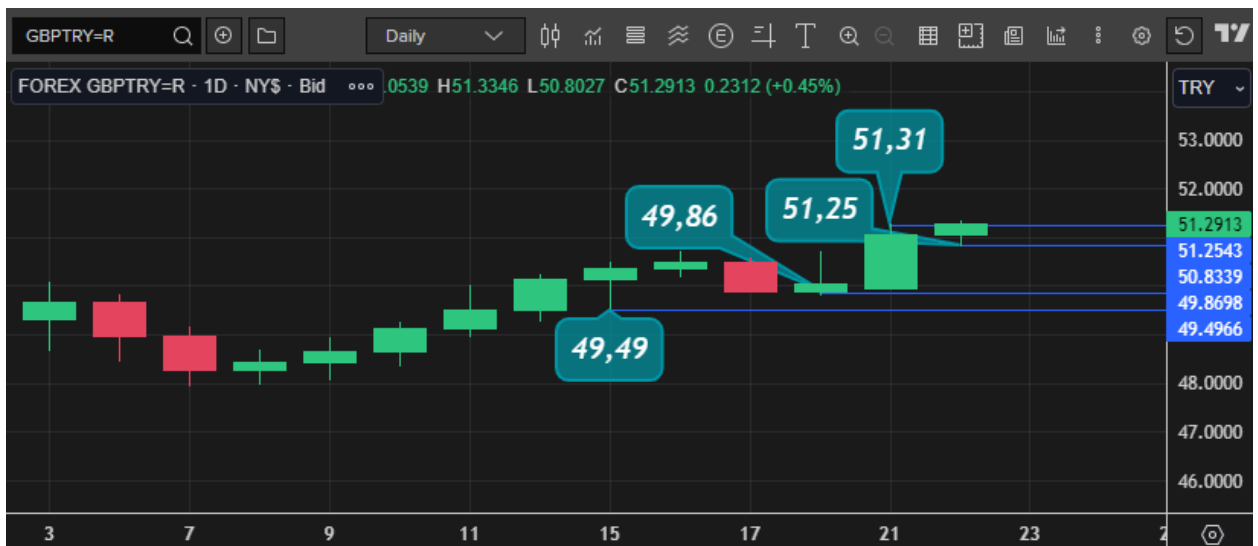 GBPTRY=R
Daily
FOREX GBPTRY=R · 1D · NY$ · Bid .0539 H51.3346 L50.8027 C51.2913 0.2312 (+0.45%)
TRY
53.0000
52.0000
51.2913
51.2543
50.8339
49.8698
49.4966
48.0000
47.0000
46.0000
51,31
49,86
51,25
49,49
3 7 9 11 15 17 21 23 2